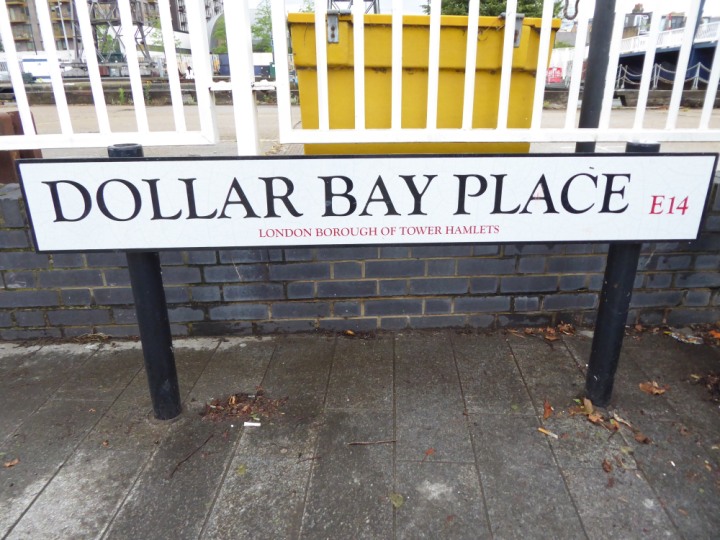 DOLLAR BAY PLACE E14
LONDON BOROUGH OF TOWER HAMLETS